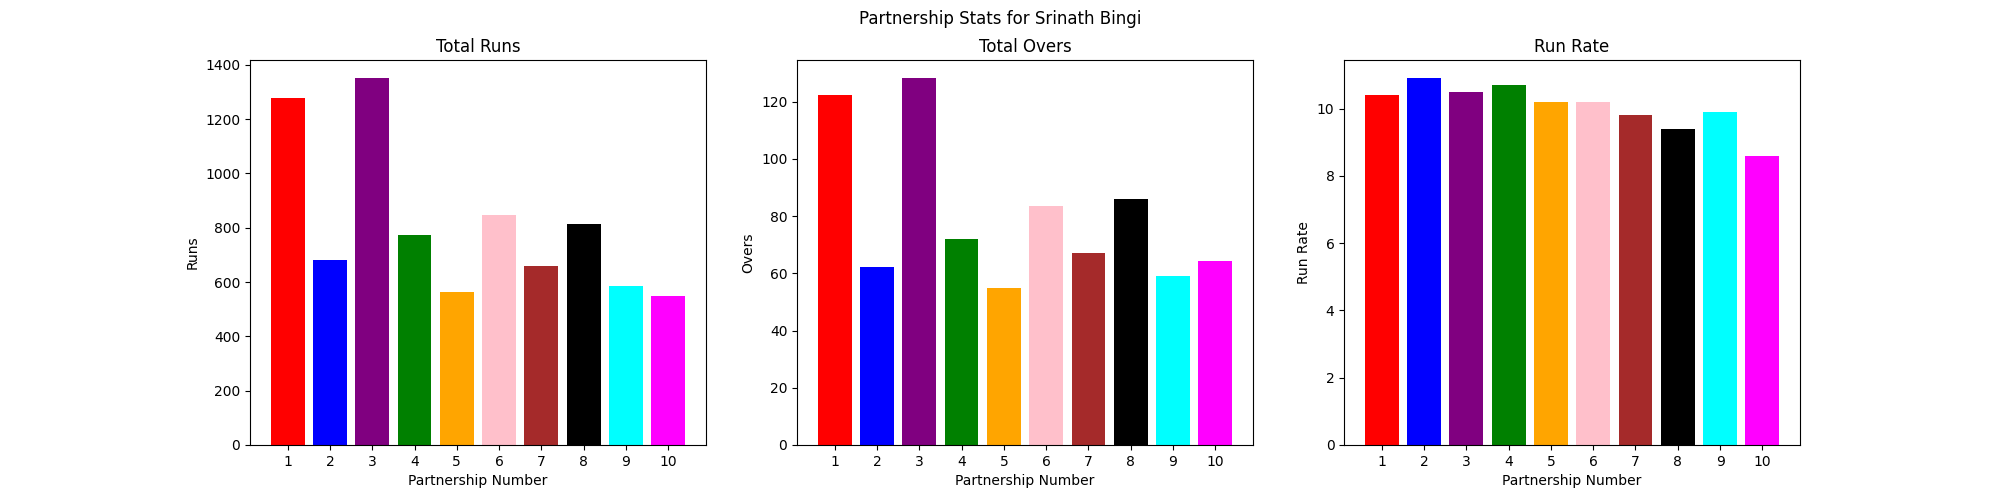 Partnership Stats for Srinath Bingi
Total Runs
1400
1200
1000
800
600
400
200
0
Runs
1 2 3 4 5 6 7 8 9 10
Partnership Number
Total Overs
120
100
80
60
40
20
0
Overs
1 2 3 4 5 6 7 8 9 10
Partnership Number
Run Rate
10
8
6
4
2
0
Run Rate
1 2 3 4 5 6 7 8 9 10
Partnership Number